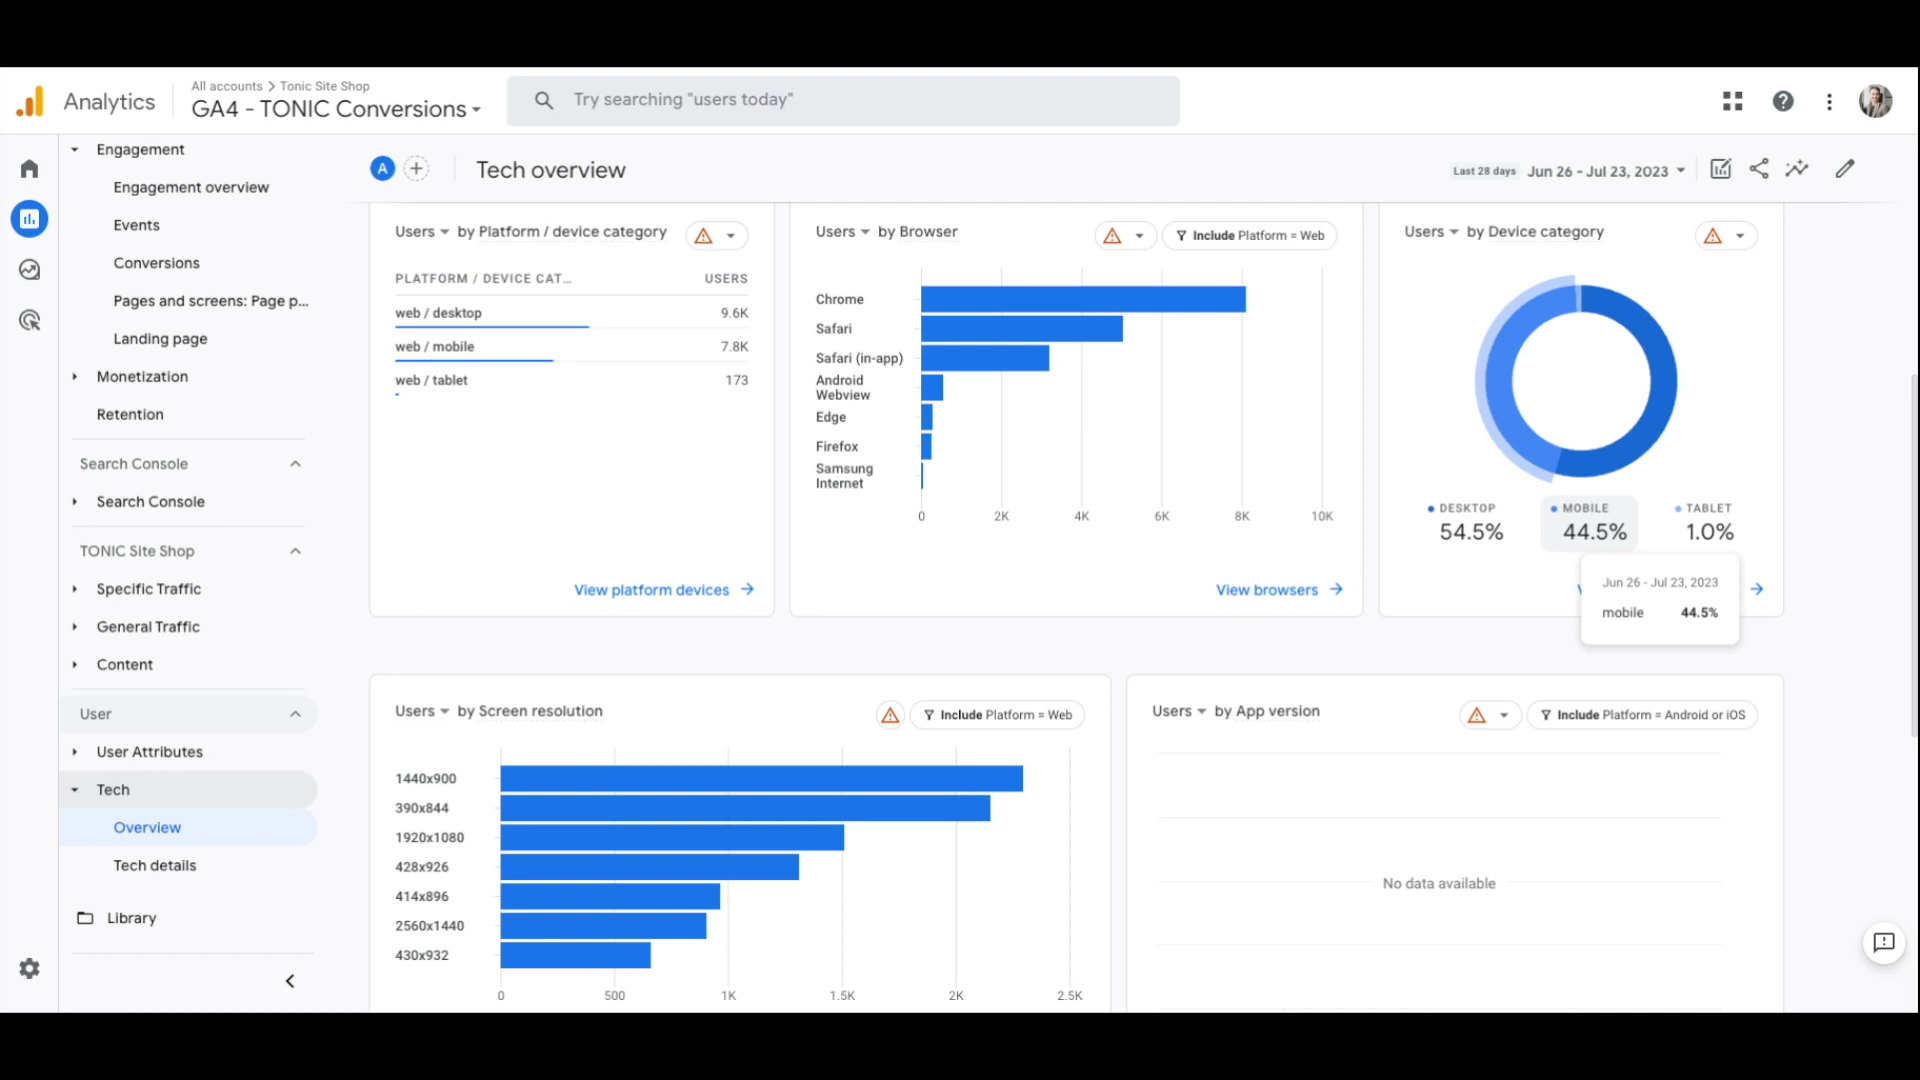 Analytics
All accounts > Tonic Site Shop
GA4 - TONIC Conversions
Try searching "users today"
Engagement
Engagement overview
Events
Conversions
Pages and screens: Page p...
Landing page
Monetization
Retention
Search Console
Search Console
TONIC Site Shop
Specific Traffic
General Traffic
Content
User
User Attributes
Tech
Overview
Tech details
Library
A
Tech overview
Last 28 days Jun 26 - Jul 23, 2023
Users by Platform / device category
PLATFORM / DEVICE CAT... USERS
web / desktop 9.6K
web / mobile 7.8K
web / tablet 173
View platform devices
Users by Browser
Include Platform = Web
Chrome
Safari
Safari (in-app)
Android
Webview
Edge
Firefox
Samsung
Internet
0 2K 4K 6K 8K 10K
View browsers
Users by Device category
DESKTOP MOBILE TABLET
54.5% 44.5% 1.0%
Jun 26 - Jul 23, 2023
mobile 44.5%
Users by Screen resolution
Include Platform = Web
1440x900
390x844
1920x1080
428x926
414x896
2560x1440
430x932
0 500 1K 1.5K 2K 2.5K
Users by App version
Include Platform = Android or iOS
No data available